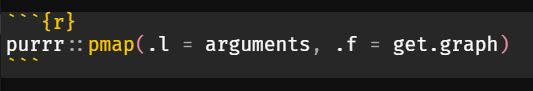 ```{r}
purrr::pmap(.l = arguments, .f = get.graph)
```